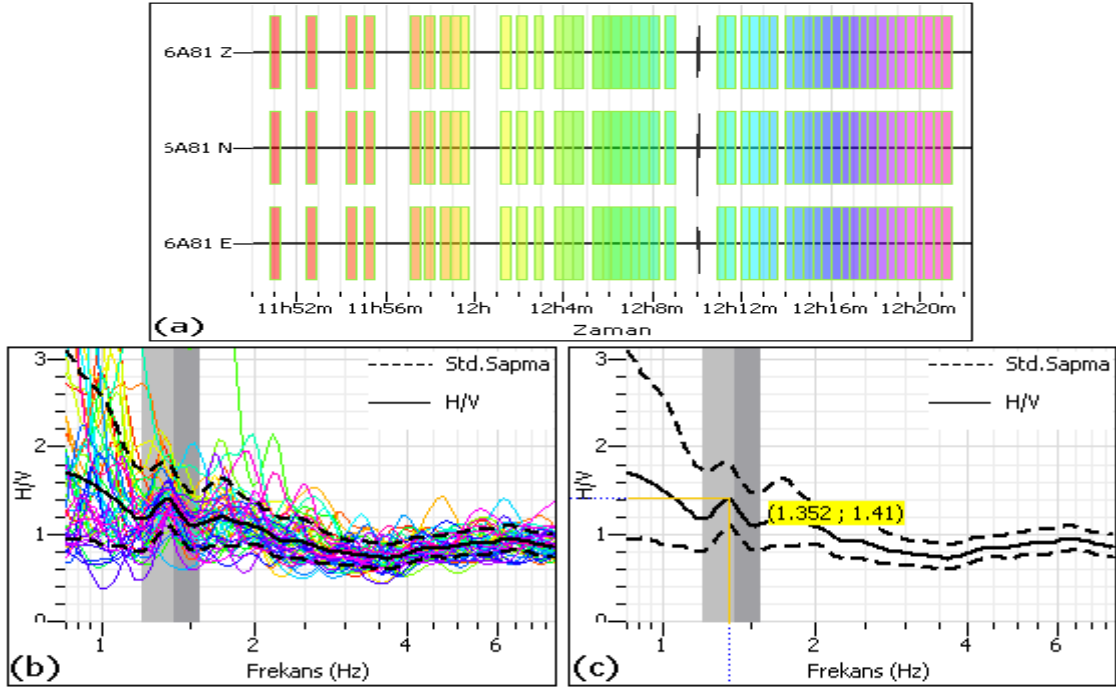 6A81 Z
5A81 N
6A81 E
11h52m 11h56m 12h 12h4m 12h8m 12h12m 12h16m 12h20m
Zaman
(a)
3
2
1
0
H/V
Std.Sapma
H/V
1 2 4 6
Frekans (Hz)
(b)
3
2
1
0
H/V
Std.Sapma
H/V
(1.352 ; 1.41)
1 2 4 6
Frekans (Hz)
(c)